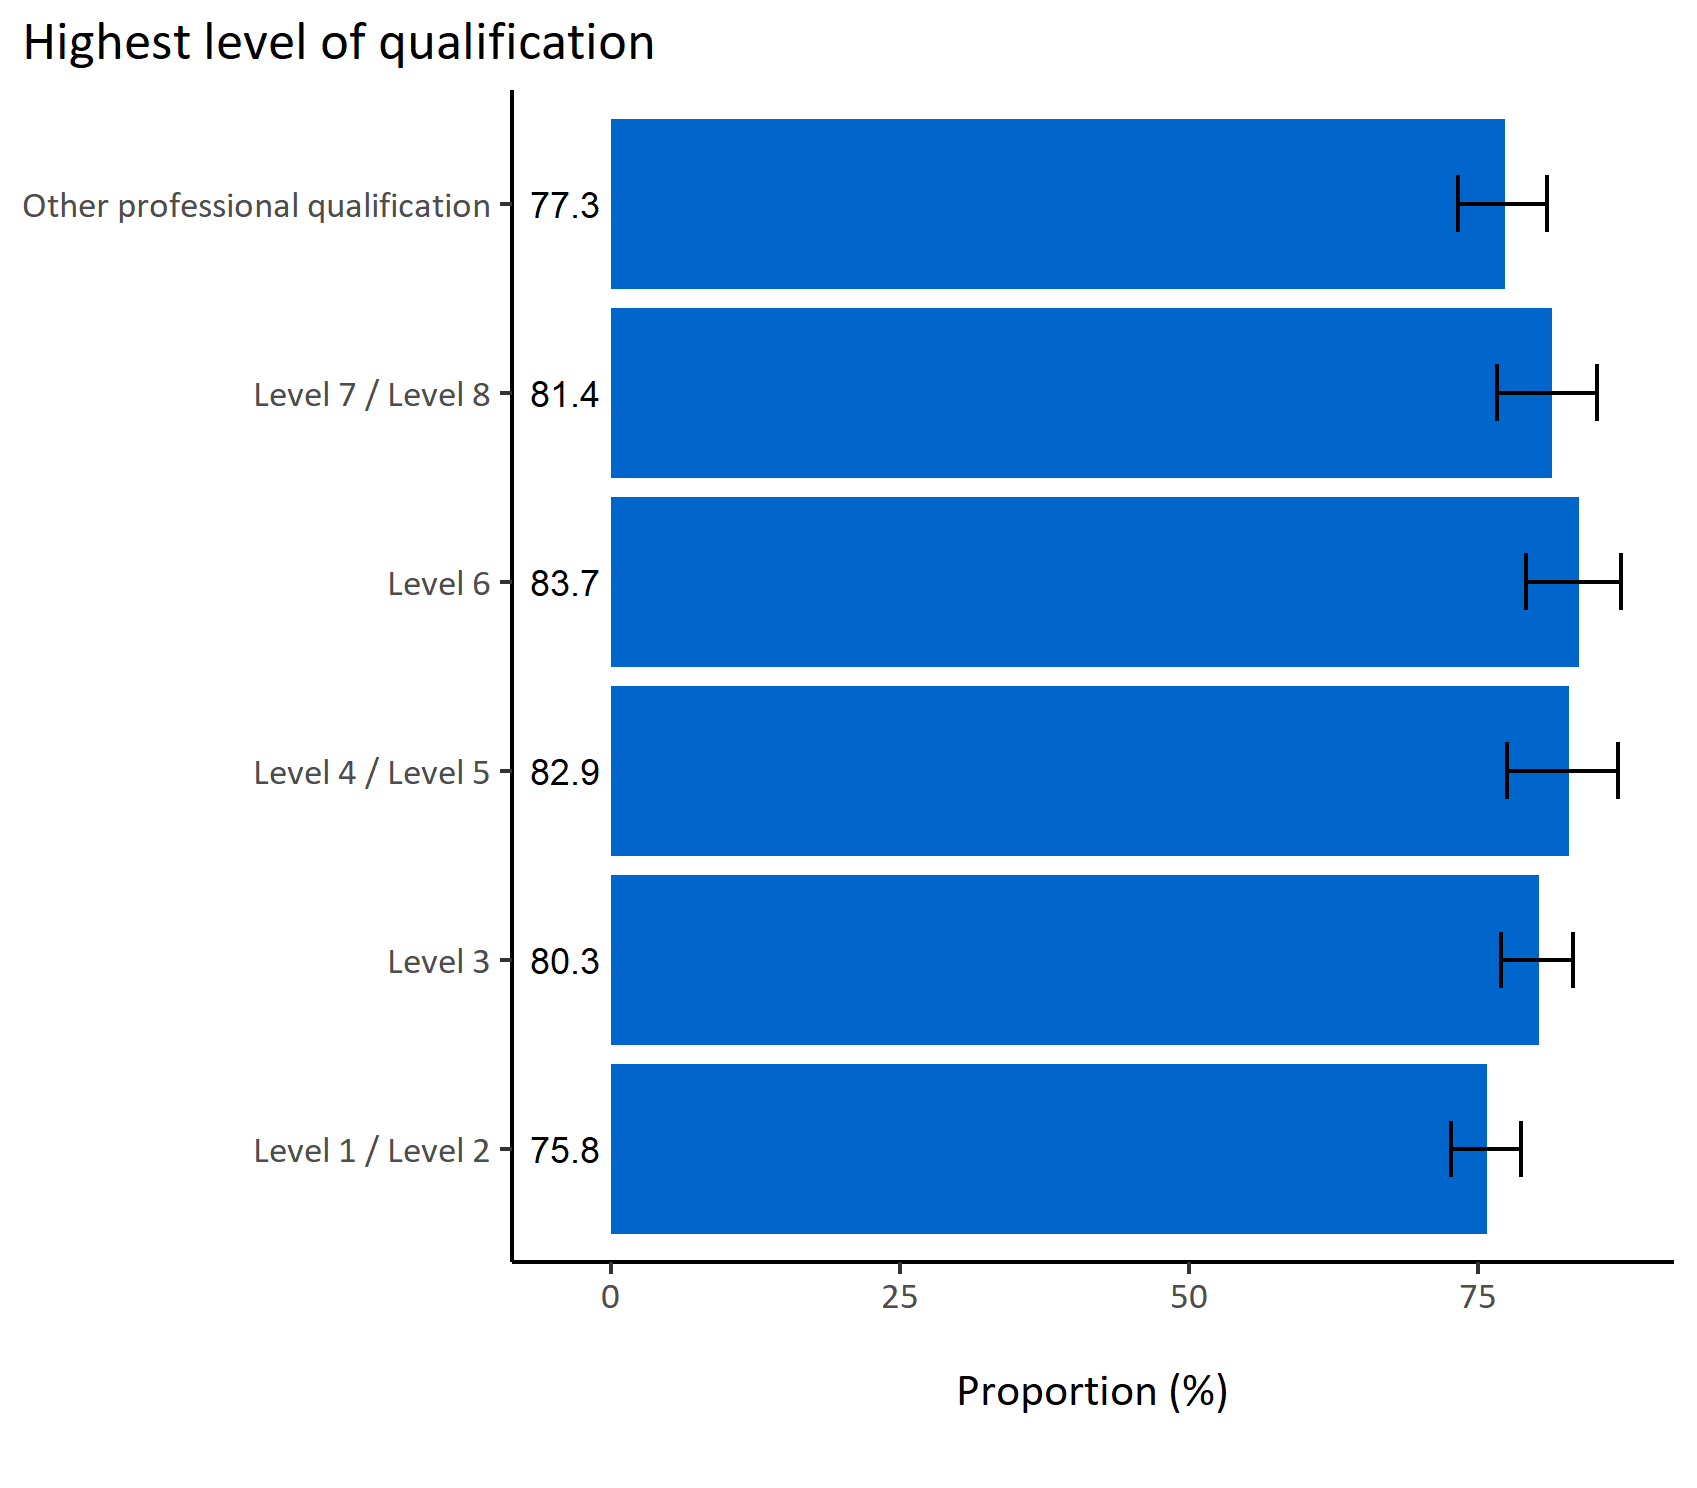 Highest level of qualification
Other professional qualification 77.3
Level 7 / Level 8 81.4
Level 6 83.7
Level 4 / Level 5 82.9
Level 3 80.3
Level 1 / Level 2 75.8
0 25 50 75
Proportion (%)